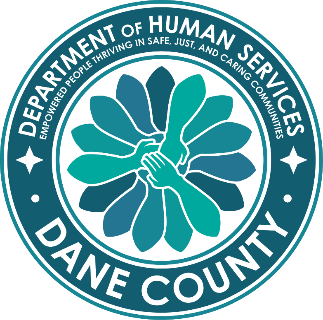 DEPARTMENT OF HUMAN SERVICES
EMPOWERED PEOPLE THRIVING IN SAFE, JUST, AND CARING COMMUNITIES
DANE COUNTY